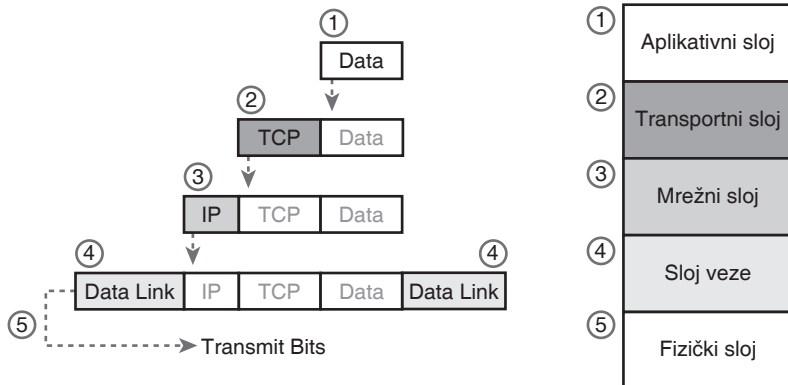 1
Data
2
TCP Data
3
IP TCP Data
4 4
Data Link IP TCP Data Data Link
5
Transmit Bits
1
Aplikativni sloj
2
Transportni sloj
3
Mrežni sloj
4
Sloj veze
5
Fizički sloj